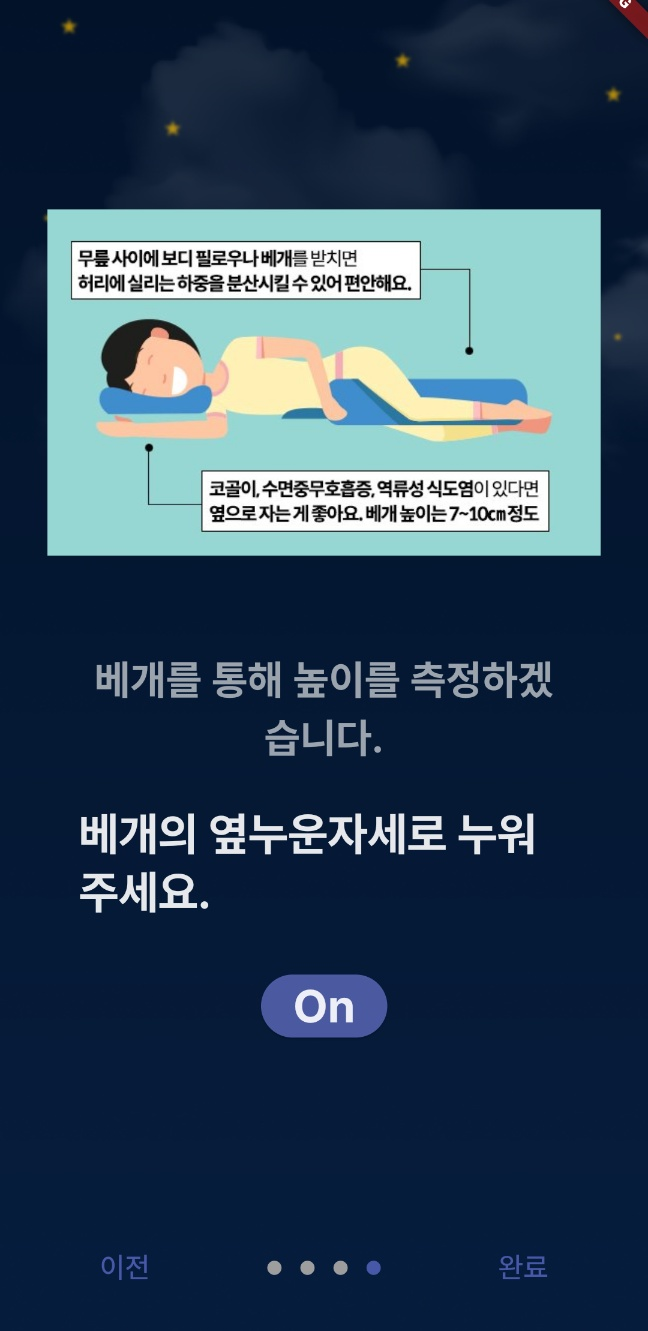 G
무릎 사이에 보디 필로우나 베개를 받치면
허리에 실리는 하중을 분산시킬 수 있어 편안해요.
코골이, 수면중무호흡증, 역류성 식도염이 있다면
옆으로 자는 게 좋아요. 베개 높이는 7~10cm 정도
베개를 통해 높이를 측정하겠
습니다.
베개의 옆누운자세로 누워
주세요.
On
이전
완료